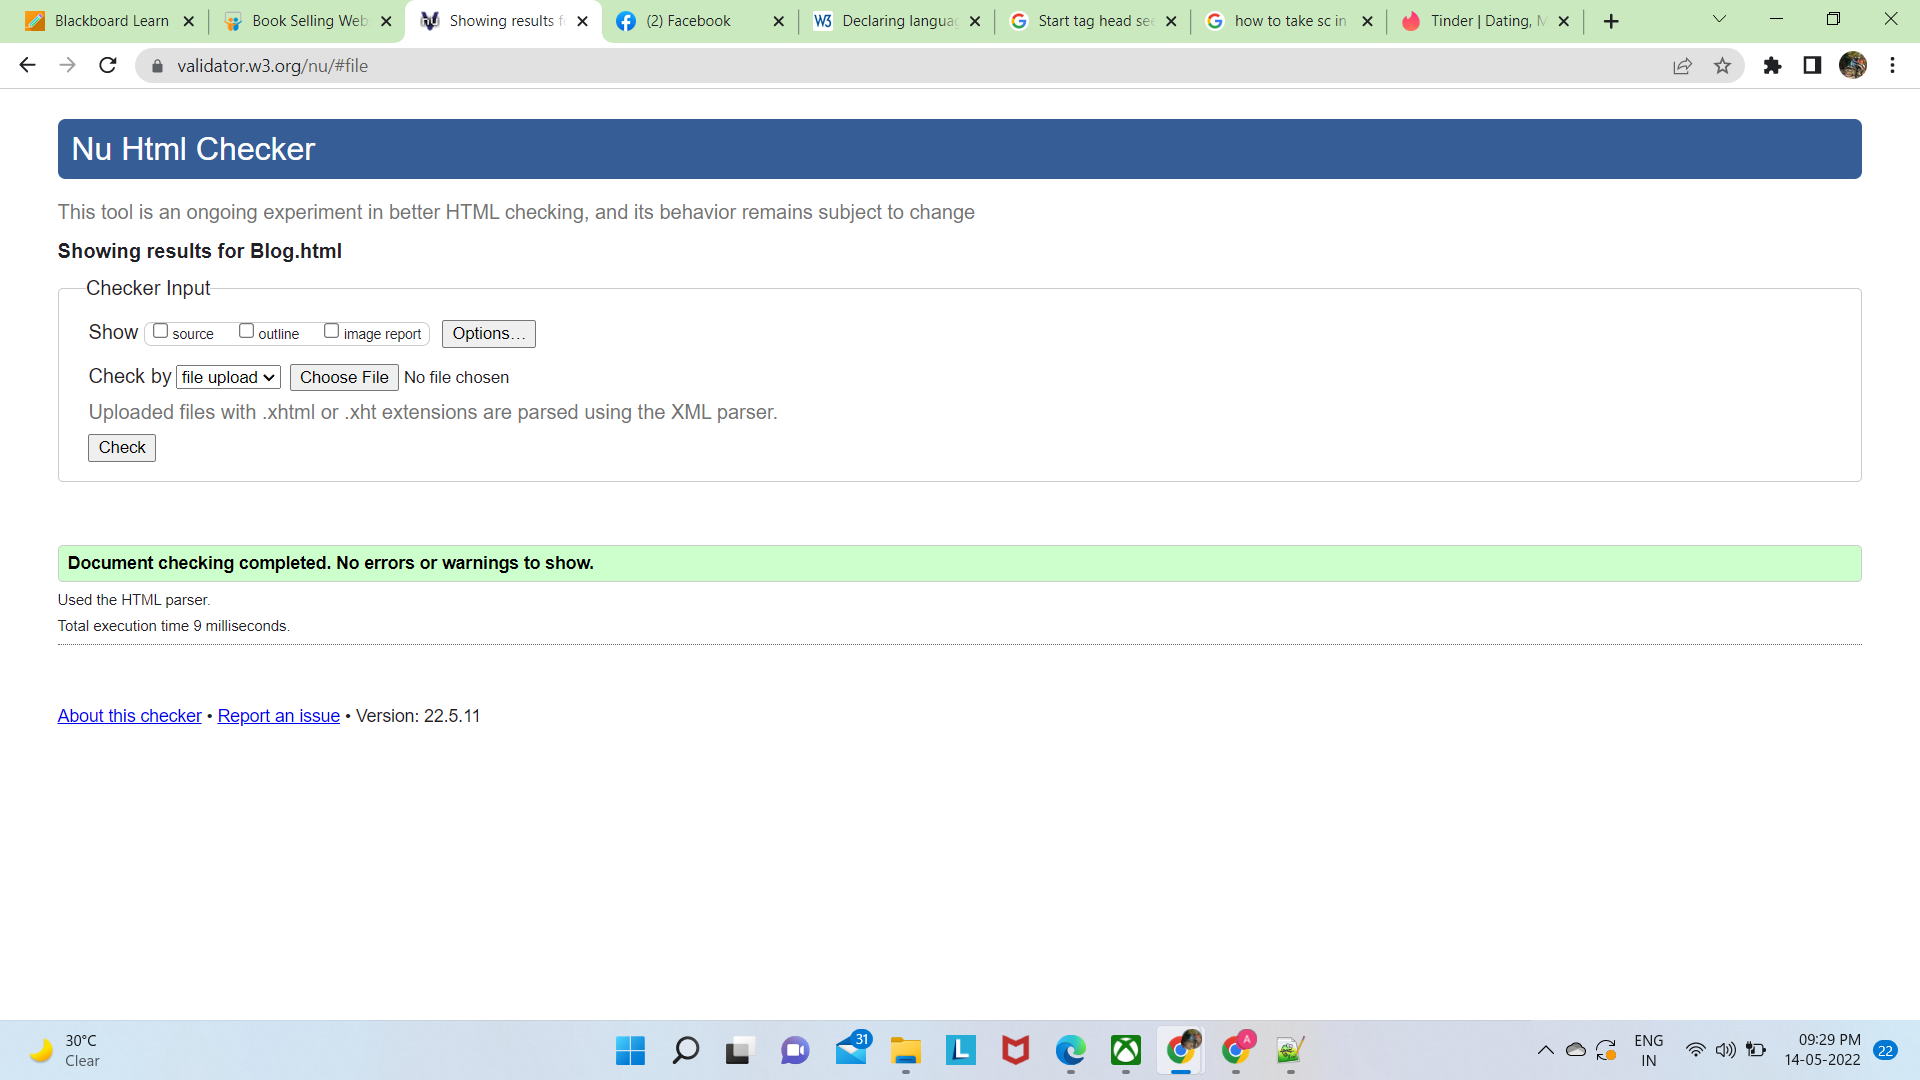 Blackboard Learn
Book Selling Web
Showing results f
(2) Facebook
W3 Declaring langua
Start tag head see
how to take sc in
Tinder | Dating, M
validator.w3.org/nu/#file
Nu Html Checker
This tool is an ongoing experiment in better HTML checking, and its behavior remains subject to change
Showing results for Blog.html
Checker Input
Show source outline image report Options...
Check by file upload Choose File No file chosen
Uploaded files with .xhtml or .xht extensions are parsed using the XML parser.
Check
Document checking completed. No errors or warnings to show.
Used the HTML parser.
Total execution time 9 milliseconds.
About this checker • Report an issue • Version: 22.5.11
30°C
Clear
31
L
A
ENG
IN
09:29 PM
14-05-2022
22